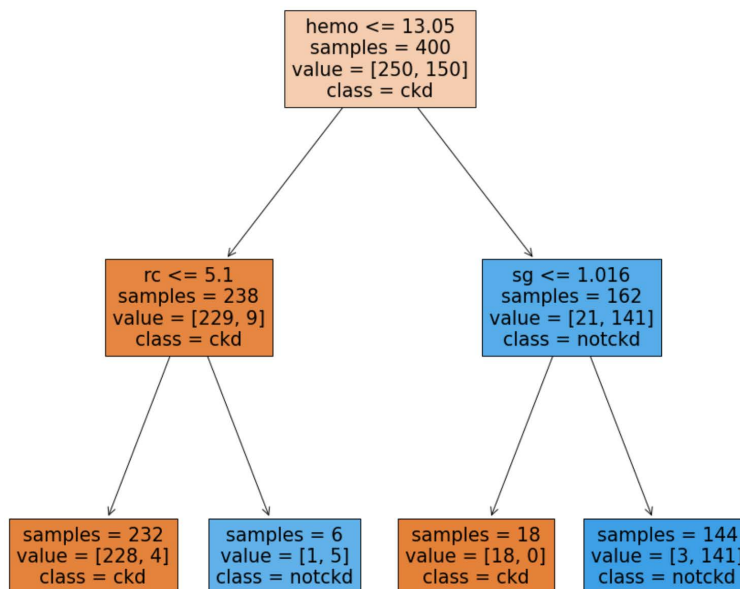 hemo <= 13.05
samples = 400
value = [250, 150]
class = ckd
rc <= 5.1
samples = 238
value = [229, 9]
class = ckd
sg <= 1.016
samples = 162
value = [21, 141]
class = notckd
samples = 232
value = [228, 4]
class = ckd
samples = 6
value = [1, 5]
class = notckd
samples = 18
value = [18, 0]
class = ckd
samples = 144
value = [3, 141]
class = notckd